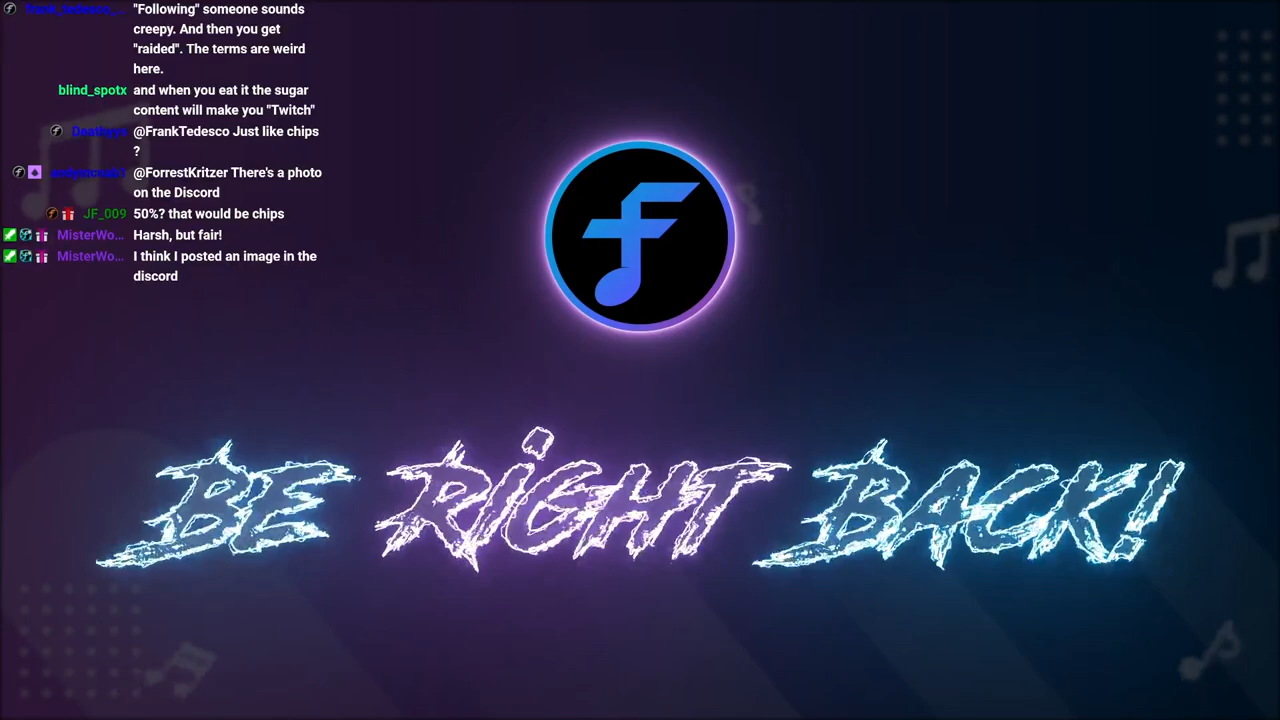 frank_tedesco_... "Following" someone sounds
creepy. And then you get
"raided". The terms are weird
here.
blind_spotx and when you eat it the sugar
content will make you "Twitch"
@FrankTedesco Just like chips
?
@ForrestKritzer There's a photo
on the Discord
JF_009 50%? that would be chips
MisterWo... Harsh, but fair!
MisterWo... I think I posted an image in the
discord
BE RIGHT BACK!